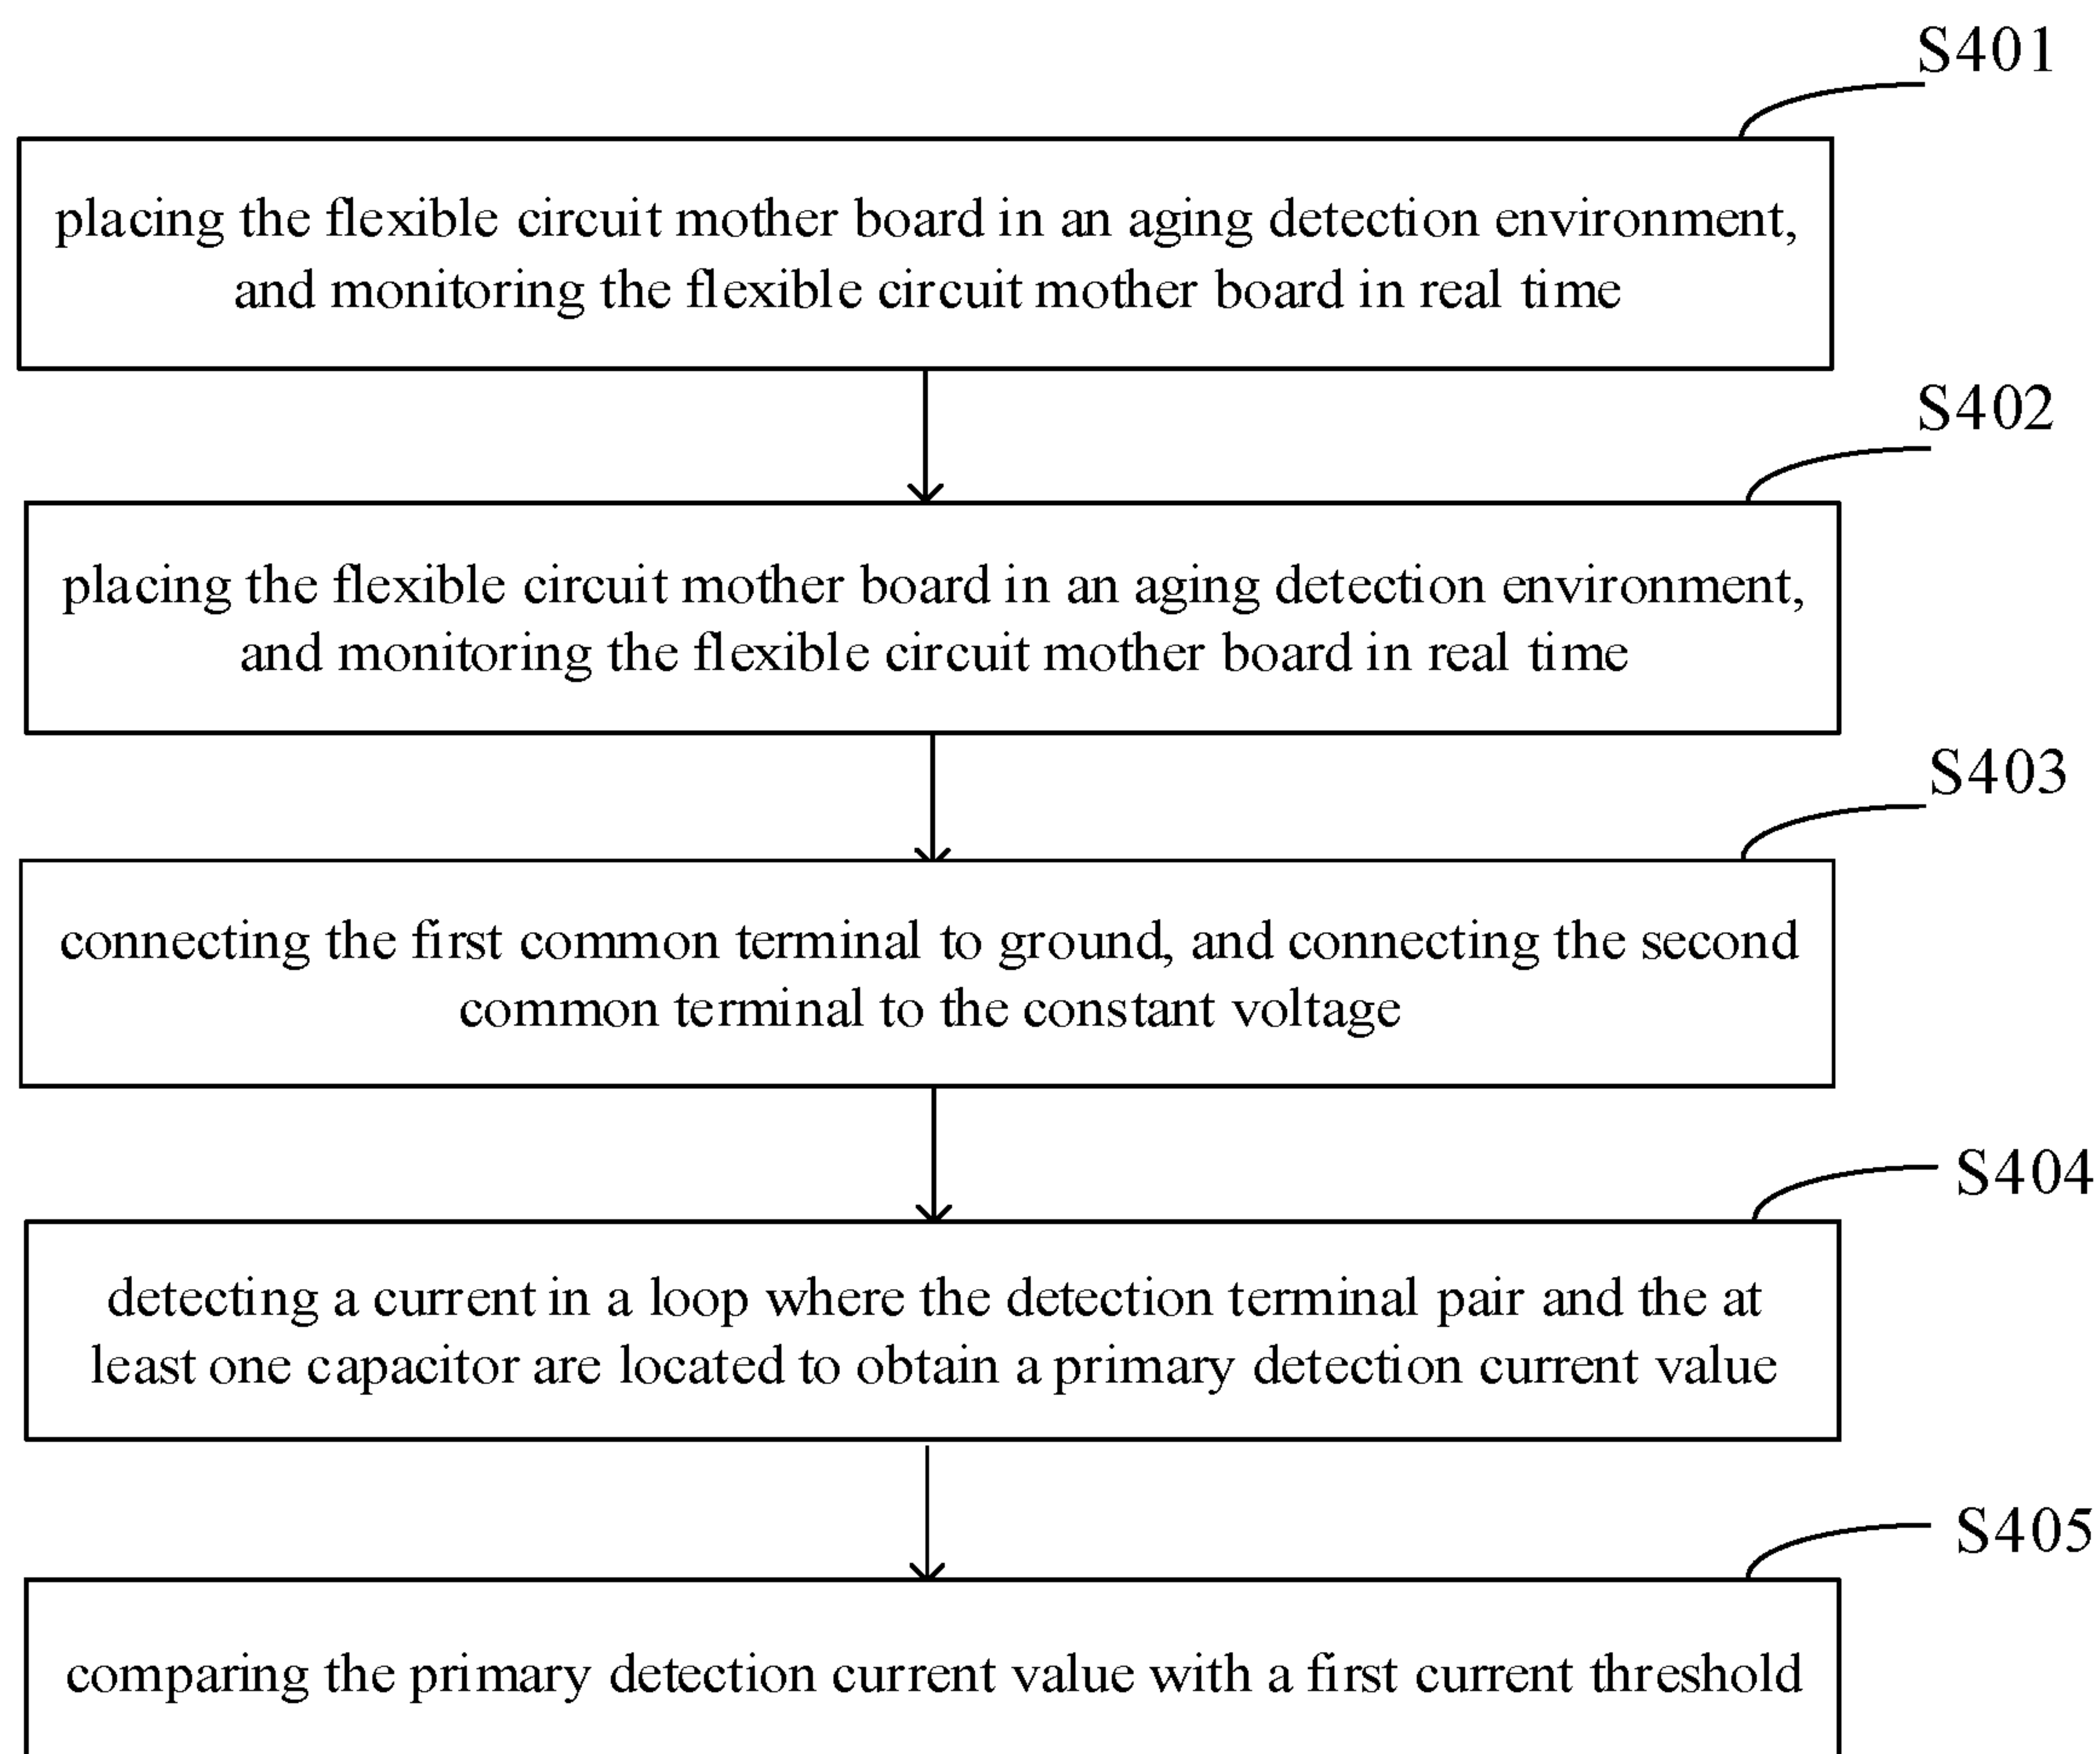 S401
placing the flexible circuit mother board in an aging detection environment,
and monitoring the flexible circuit mother board in real time
S402
placing the flexible circuit mother board in an aging detection environment,
and monitoring the flexible circuit mother board in real time
S403
connecting the first common terminal to ground, and connecting the second
common terminal to the constant voltage
S404
detecting a current in a loop where the detection terminal pair and the at
least one capacitor are located to obtain a primary detection current value
S405
comparing the primary detection current value with a first current threshold